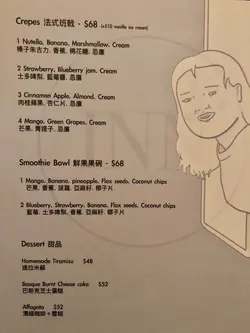 Crepes 法式班戟 - $68 (+$10 vanilla ice cream)
1 Nutella, Banana, Marshmallow, Cream
榛子朱古力, 香蕉, 棉花糖, 忌廉
2 Strawberry, Blueberry jam, Cream
士多啤梨, 藍莓醬, 忌廉
3 Cinnamon Apple, Almond, Cream
肉桂蘋果, 杏仁片, 忌廉
4 Mango, Green Grapes, Cream
芒果, 青提子, 忌廉
Smoothie Bowl 鮮果果碗 - $68
1 Mango, Banana, pineapple, Flax seeds, Coconut chips
芒果, 香蕉, 菠蘿, 亞麻籽, 椰子片
2 Blueberry, Strawberry, Banana, Flax seeds, Coconut chips
藍莓, 士多啤梨, 香蕉, 亞麻籽, 椰子片
Dessert 甜品
Homemade Tiramisu $48
提拉米蘇
Basque Burnt Cheese cake $52
巴斯克芝士蛋糕
Affogato $52
濃縮咖啡+雪糕